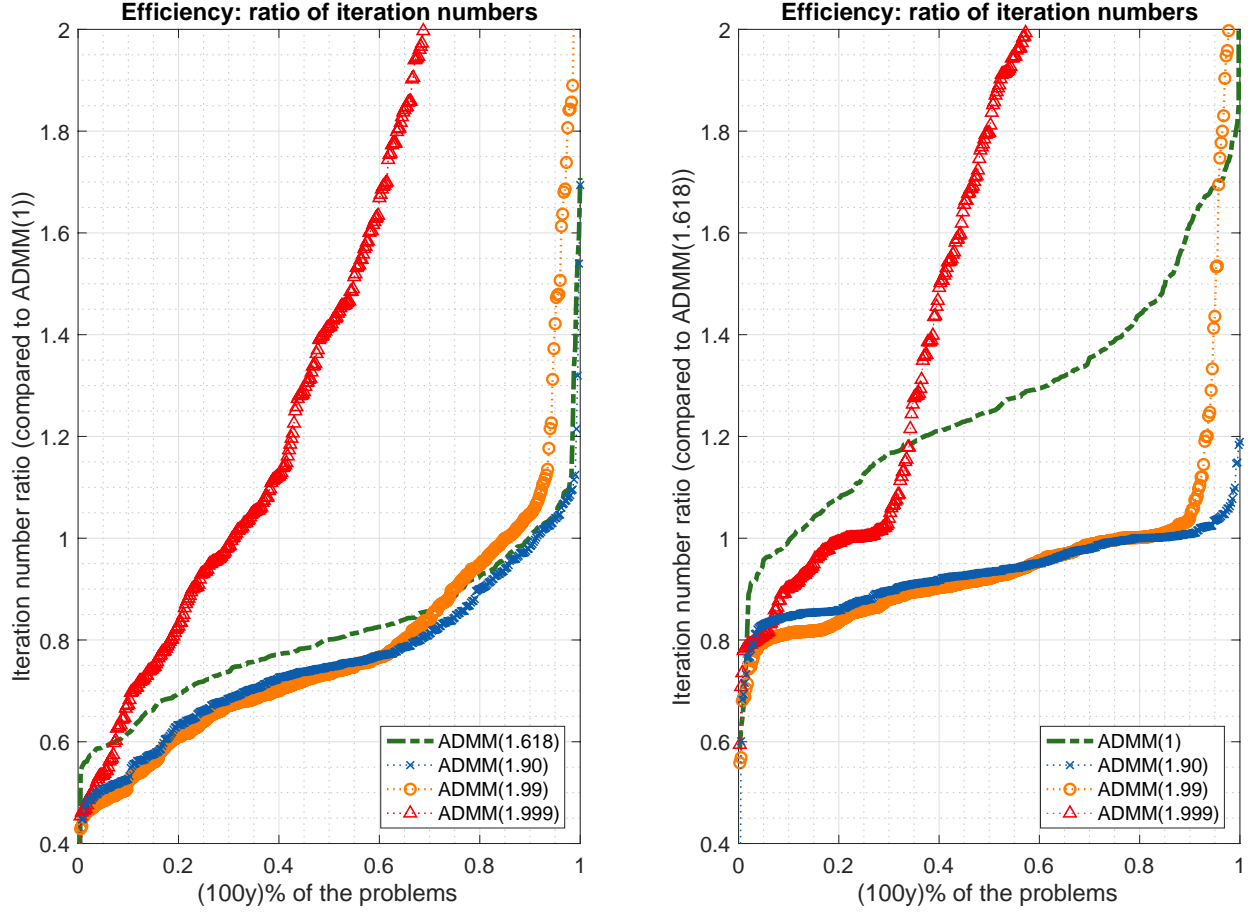 Efficiency: ratio of iteration numbers
Iteration number ratio (compared to ADMM(1))
2
1.8
1.6
1.4
1.2
1
0.8
0.6
0.4
0
0.2
0.4
0.6
0.8
1
(100y)% of the problems
ADMM(1.618)
ADMM(1.90)
ADMM(1.99)
ADMM(1.999)
Efficiency: ratio of iteration numbers
Iteration number ratio (compared to ADMM(1.618))
2
1.8
1.6
1.4
1.2
1
0.8
0.6
0.4
0
0.2
0.4
0.6
0.8
1
(100y)% of the problems
ADMM(1)
ADMM(1.90)
ADMM(1.99)
ADMM(1.999)